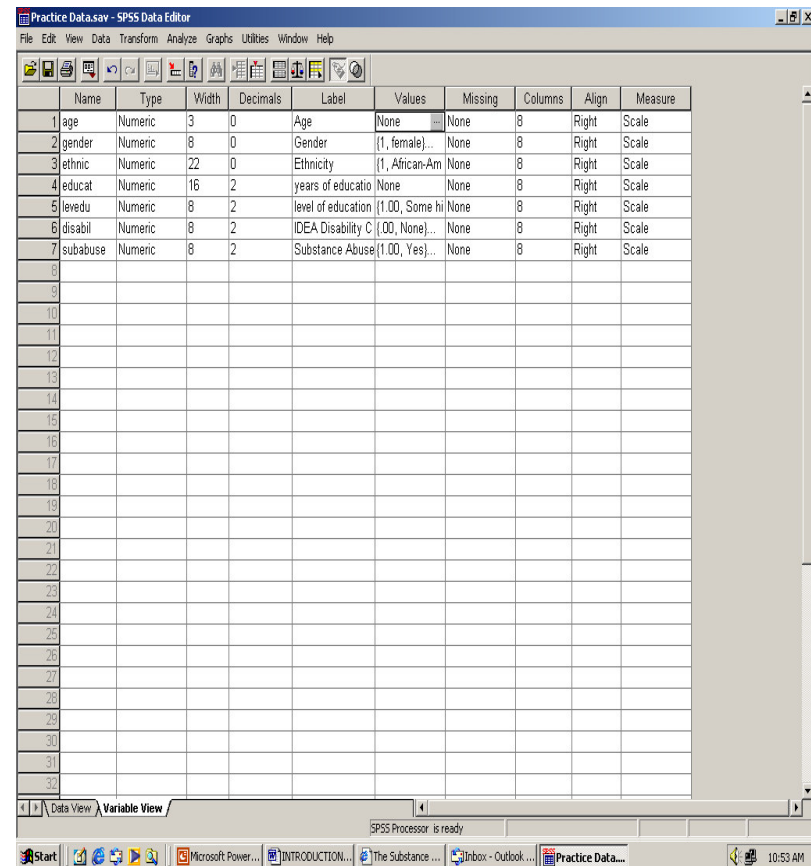 Practice Data.sav - SPSS Data Editor
File Edit View Data Transform Analyze Graphs Utilities Window Help
Name Type Width Decimals Label Values Missing Columns Align Measure
1 age Numeric 3 0 Age None ... None 8 Right Scale
2 gender Numeric 8 0 Gender {1, female}... None 8 Right Scale
3 ethnic Numeric 22 0 Ethnicity {1, African-Am None 8 Right Scale
4 educat Numeric 16 2 years of educatio None None 8 Right Scale
5 levedu Numeric 8 2 level of education {1.00, Some hi None 8 Right Scale
6 disabil Numeric 8 2 IDEA Disability C {.00, None}... None 8 Right Scale
7 subabuse Numeric 8 2 Substance Abuse {1.00, Yes}... None 8 Right Scale
8
9
10
11
12
13
14
15
16
17
18
19
20
21
22
23
24
25
26
27
28
29
30
31
32
Data View Variable View
SPSS Processor is ready
Start Microsoft Power... INTRODUCTION... The Substance ... Inbox - Outlook ... Practice Data.... 10:53 AM